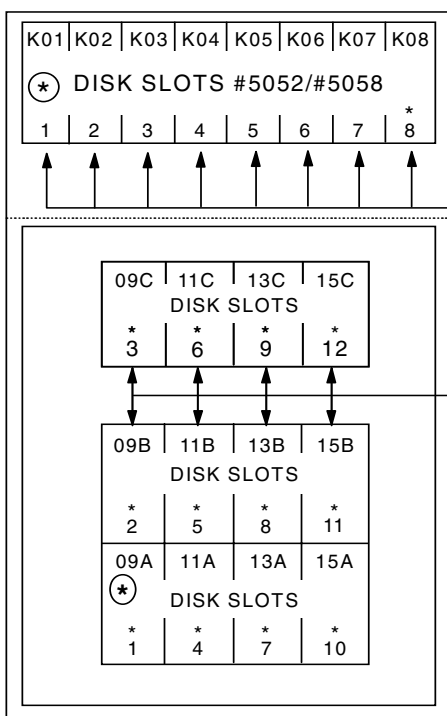 K01 K02 K03 K04 K05 K06 K07 K08
* DISK SLOTS #5052/#5058
*
1 2 3 4 5 6 7 8
09C 11C 13C 15C
DISK SLOTS
* * * *
3 6 9 12
09B 11B 13B 15B
DISK SLOTS
* * * *
2 5 8 11
09A 11A 13A 15A
*
DISK SLOTS
* * * *
1 4 7 10